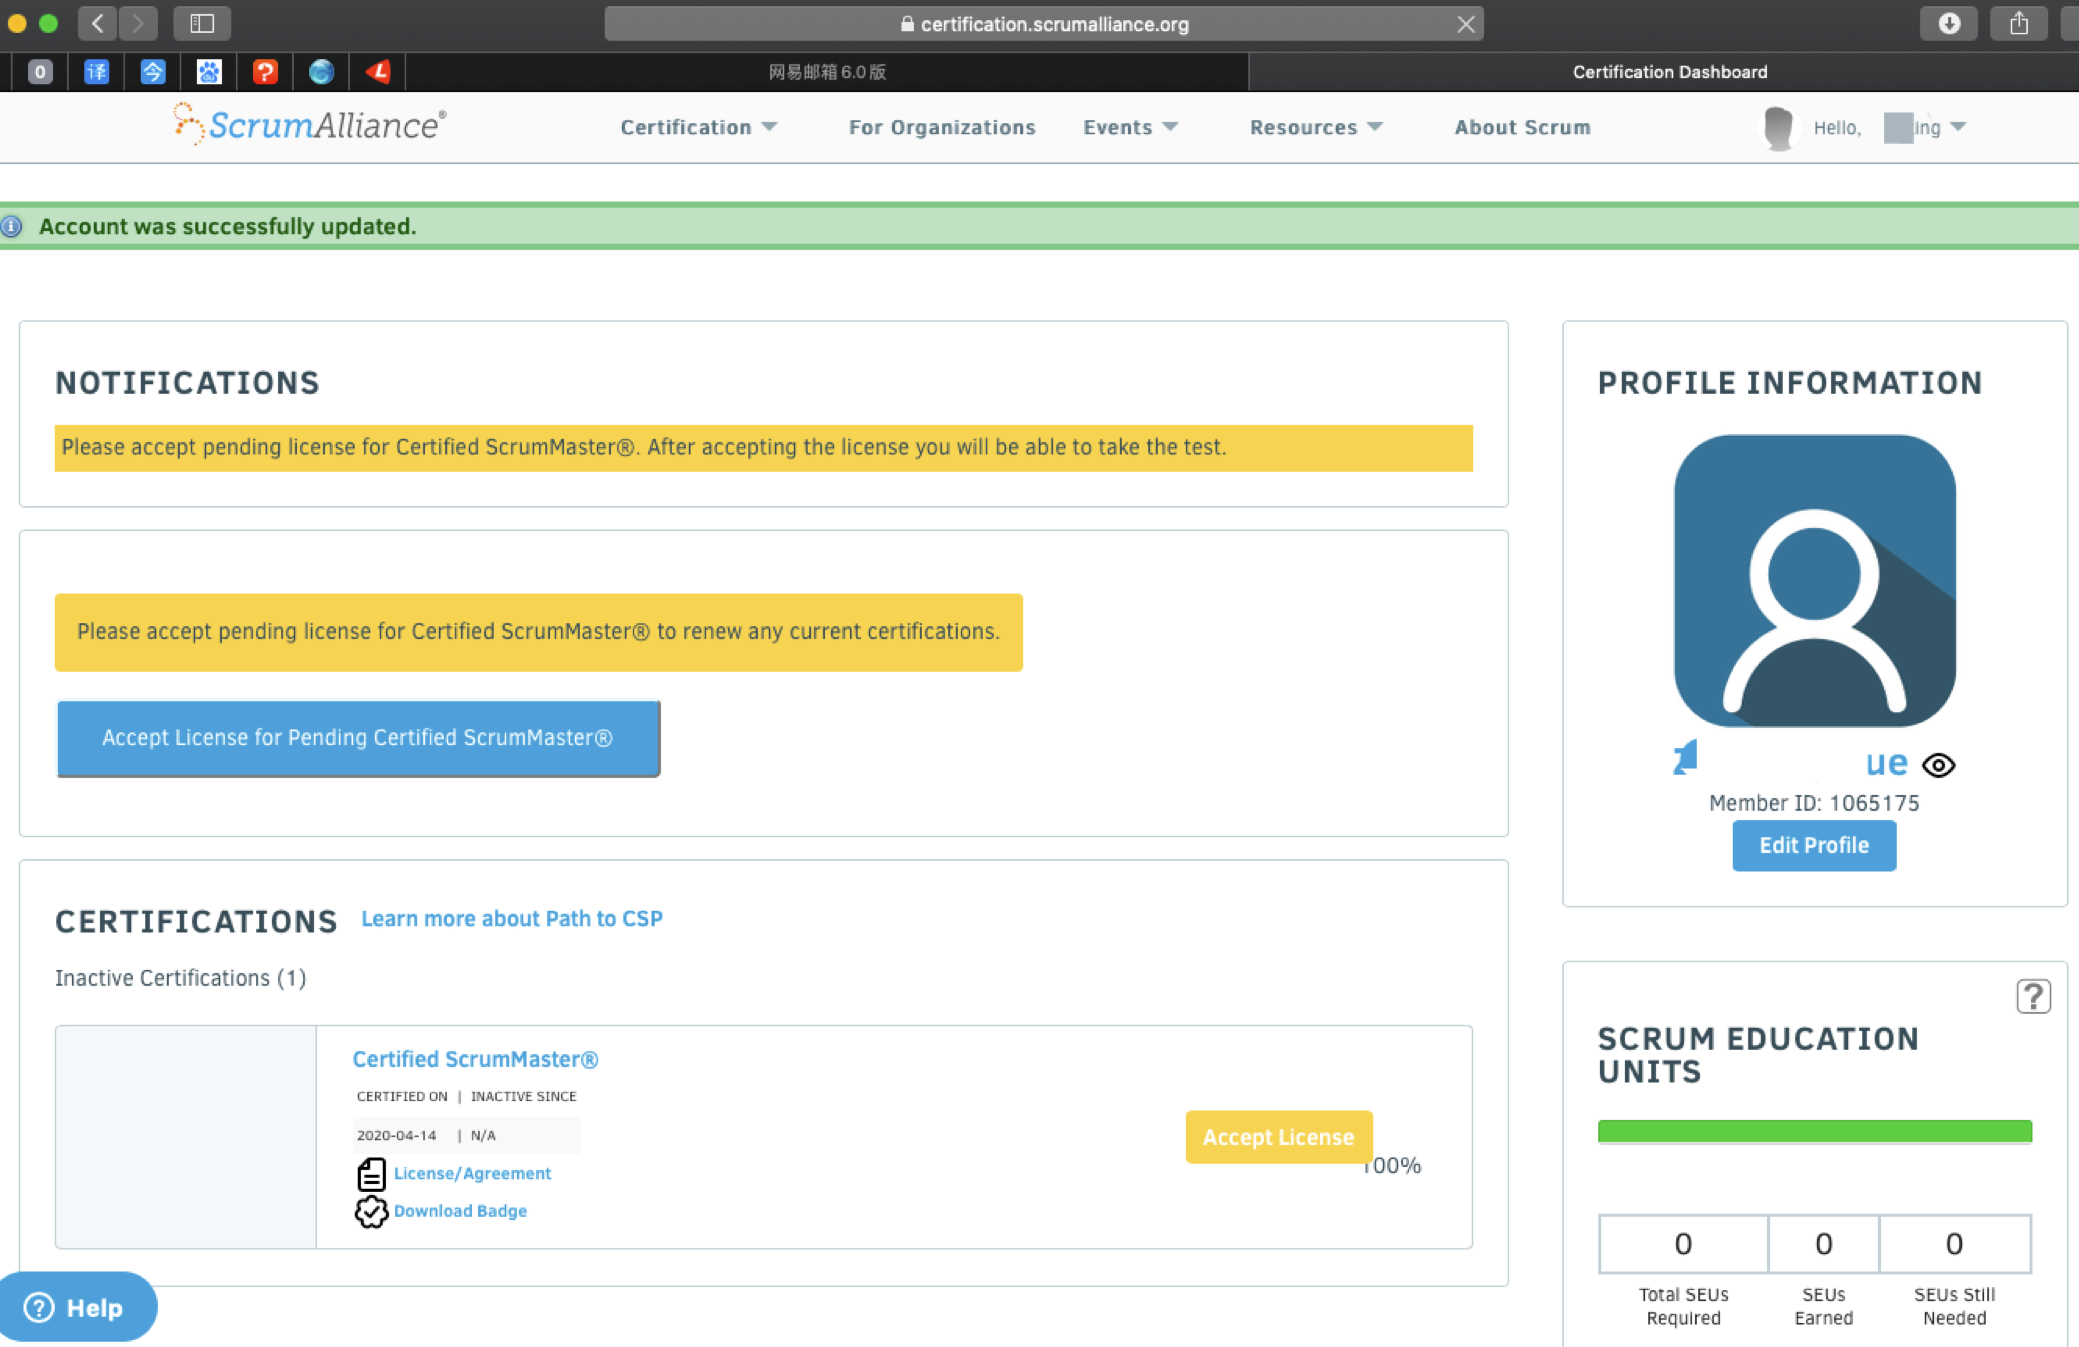 certification.scrumalliance.org
0
译
今
?
网易邮箱 6.0 版
Certification Dashboard
ScrumAlliance®
Certification
For Organizations
Events
Resources
About Scrum
Hello,
ing
Account was successfully updated.
NOTIFICATIONS
Please accept pending license for Certified ScrumMaster®. After accepting the license you will be able to take the test.
Please accept pending license for Certified ScrumMaster® to renew any current certifications.
Accept License for Pending Certified ScrumMaster®
CERTIFICATIONS
Learn more about Path to CSP
Inactive Certifications (1)
Certified ScrumMaster®
CERTIFIED ON | INACTIVE SINCE
2020-04-14 | N/A
License/Agreement
Download Badge
Accept License
100%
Help
PROFILE INFORMATION
ue
Member ID: 1065175
Edit Profile
?
SCRUM EDUCATION
UNITS
0
0
0
Total SEUs
Required
SEUs
Earned
SEUs Still
Needed